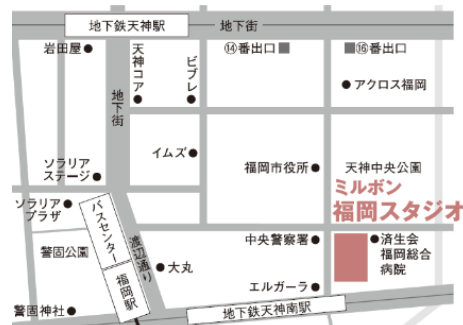 地下鉄天神駅
地下街
岩田屋
天神コア
ビブレ
⑭番出口
⑯番出口
アクロス福岡
地下街
イムズ
福岡市役所
天神中央公園
ソラリア
ステージ
ミルボン
福岡スタジオ
ソラリア
プラザ
バスセンター
渡辺通り
中央警察署
済生会
福岡総合
病院
警固公園
福岡駅
大丸
エルガーラ
警固神社
地下鉄天神南駅